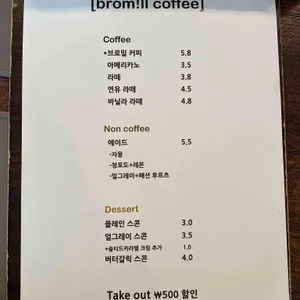 [brom!ll coffee]
Coffee
•브로밀 커피 5.8
아메리카노 3.5
라떼 3.8
연유 라떼 4.5
바닐라 라떼 4.8
Non coffee
에이드 5.5
-자몽
-청포도+레몬
-얼그레이+패션 후르츠
Dessert
플레인 스콘 3,0
얼그레이 스콘 3,5
+솔티드카라멜 크림 추가 1,0
버터갈릭 스콘 4,0
Take out ₩500 할인